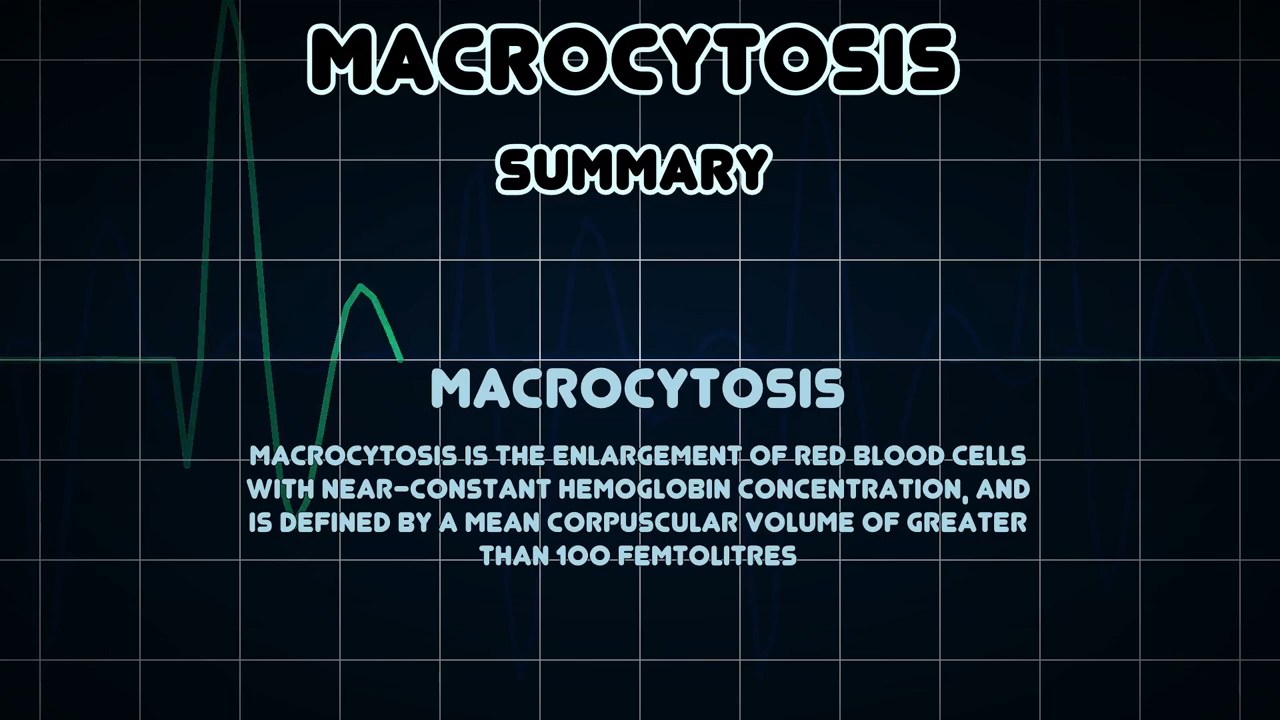 MACROCYTOSIS
SUMMARY
MACROCYTOSIS
MACROCYTOSIS IS THE ENLARGEMENT OF RED BLOOD CELLS
WITH NEAR-CONSTANT HEMOGLOBIN CONCENTRATION, AND
IS DEFINED BY A MEAN CORPUSCULAR VOLUME OF GREATER
THAN 100 FEMTOLITRES